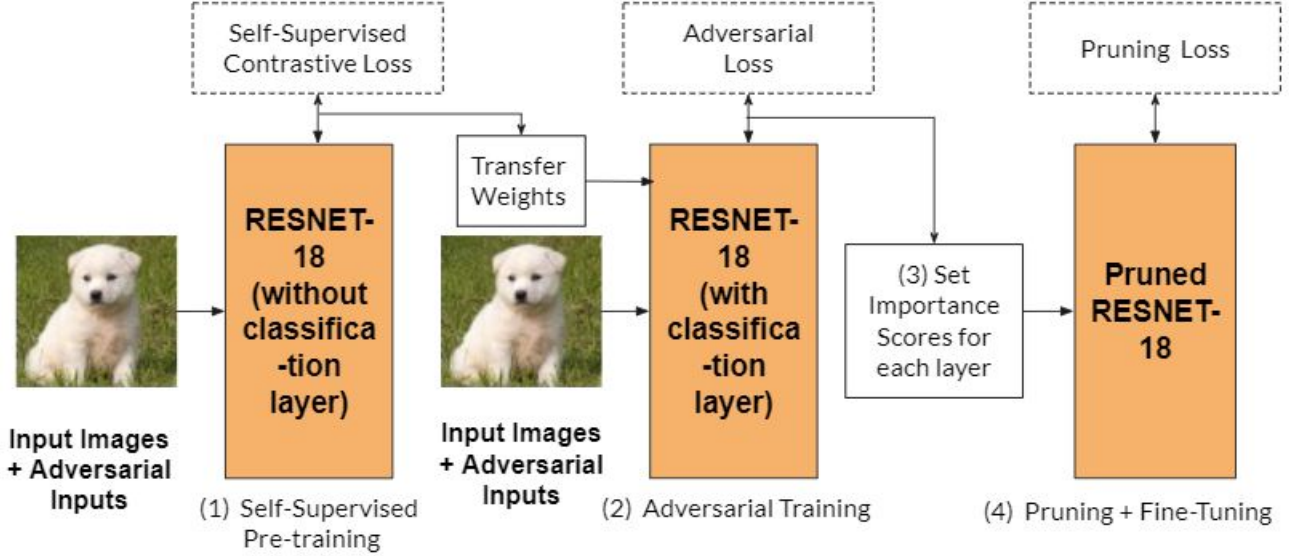 Self-Supervised
Contrastive Loss
Adversarial
Loss
Pruning Loss
Transfer
Weights
RESNET-
18
(without
classifica
-tion
layer)
RESNET-
18
(with
classifica
-tion
layer)
(3) Set
Importance
Scores for
each layer
Pruned
RESNET-
18
Input Images
+ Adversarial
Inputs
Input Images
+ Adversarial
Inputs
(1) Self-Supervised
Pre-training
(2) Adversarial Training
(4) Pruning + Fine-Tuning